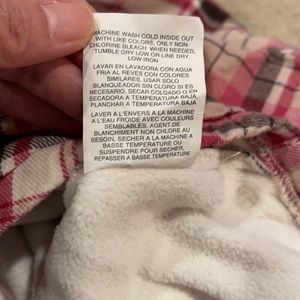 MACHINE WASH COLD INSIDE OUT
WITH LIKE COLORS, ONLY NON-
CHLORINE BLEACH WHEN NEEDED,
TUMBLE DRY LOW OR LINE DRY,
LOW IRON
LAVAR EN LAVADORA CON AGUA
FRIA AL REVES CON COLORES
SIMILARES, USAR SOLO
BLANQUEADOR SIN CLORO SI ES
NECESARIO, SECAR COLGADO O EN
SECADORA A BAJA TEMPERATURA,
PLANCHAR A TEMPERATURA BAJA
LAVER À L'ENVERS A LA MACHINE
A L'EAU FROIDE AVEC COULEURS
SEMBLABLES, AGENT DE
BLANCHIMENT NON CHLORE AU
BESOIN, SECHER A LA MACHINE A
BASSE TEMPERATURE OU
SUSPENDRE POUR SECHER,
REPASSER A BASSE TEMPERATURE